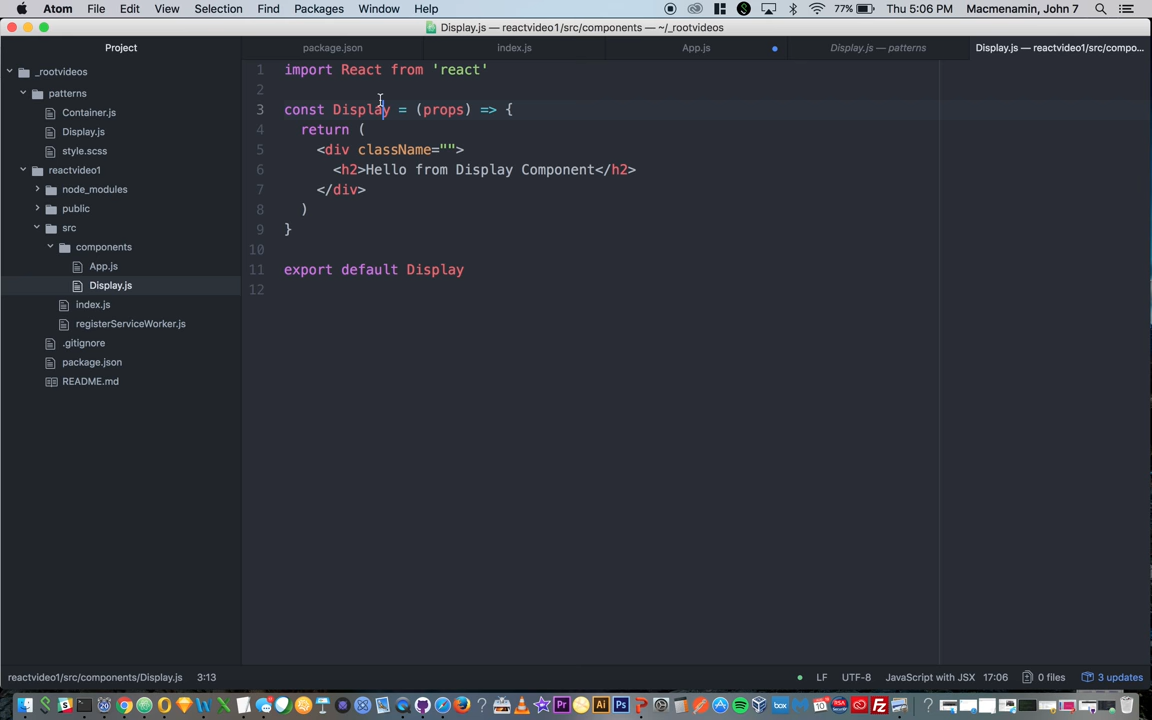 Atom File Edit View Selection Find Packages Window Help 77% Thu 5:06 PM Macmenamin, John 7
Display.js — reactvideo1/src/components — ~/_rootvideos
Project package.json index.js App.js Display.js — patterns Display.js — reactvideo1/src/compo...
_rootvideos
patterns
Container.js
Display.js
style.scss
reactvideo1
node_modules
public
src
components
App.js
Display.js
index.js
registerServiceWorker.js
.gitignore
package.json
README.md
1 import React from 'react'
2
3 const Display = (props) => {
4 return (
5 <div className="">
6 <h2>Hello from Display Component</h2>
7 </div>
8 )
9 }
10
11 export default Display
12
reactvideo1/src/components/Display.js 3:13 LF UTF-8 JavaScript with JSX 17:06 0 files 3 updates